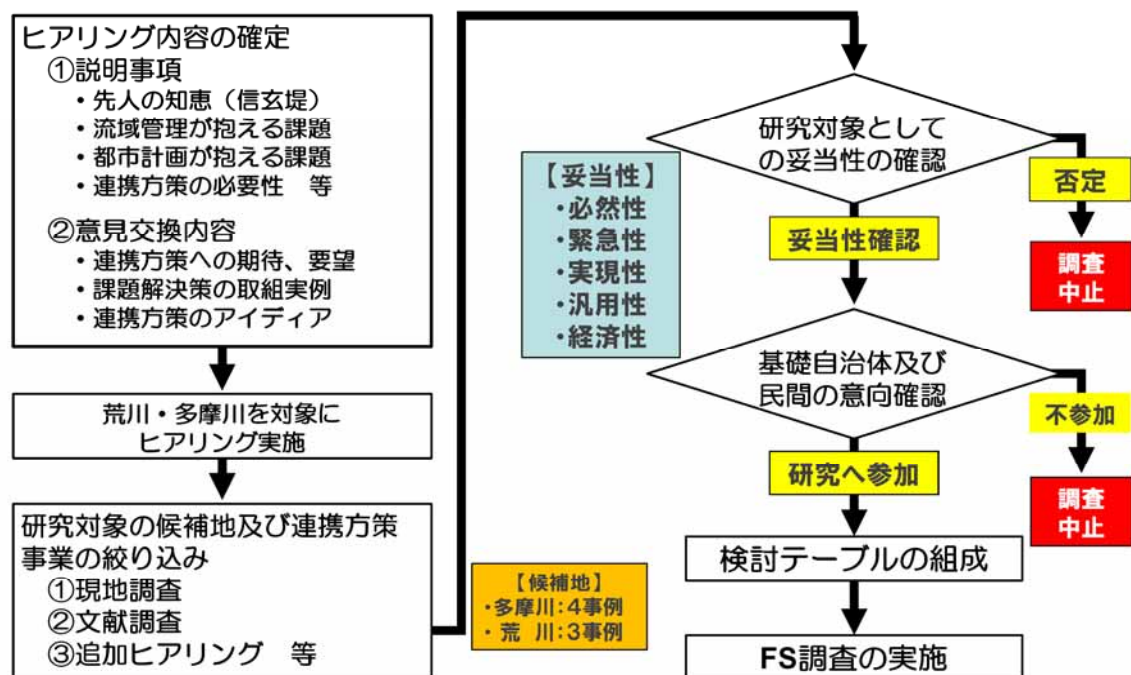 ヒアリング内容の確定
①説明事項
・先人の知恵（信玄堤）
・流域管理が抱える課題
・都市計画が抱える課題
・連携方策の必要性　等
②意見交換内容
・連携方策への期待、要望
・課題解決策の取組実例
・連携方策のアイディア
荒川・多摩川を対象に
ヒアリング実施
研究対象の候補地及び連携方策
事業の絞り込み
①現地調査
②文献調査
③追加ヒアリング　等
【候補地】
・多摩川：4事例
・荒　川：3事例
研究対象として
の妥当性の確認
【妥当性】
・必然性
・緊急性
・実現性
・汎用性
・経済性
否定
調査
中止
妥当性確認
基礎自治体及び
民間の意向確認
不参加
調査
中止
研究へ参加
検討テーブルの組成
FS調査の実施